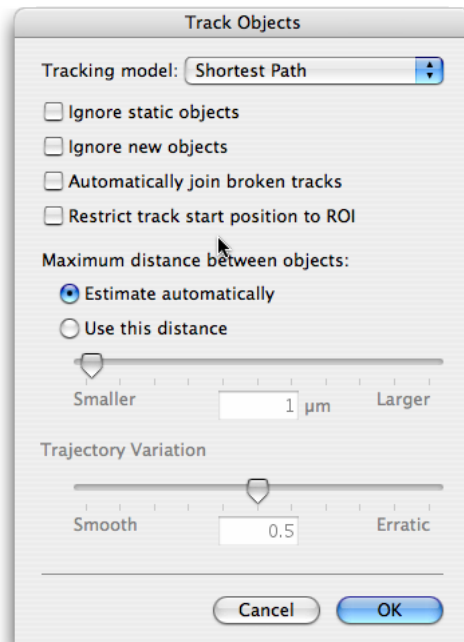 Track Objects
Tracking model: Shortest Path
Ignore static objects
Ignore new objects
Automatically join broken tracks
Restrict track start position to ROI
Maximum distance between objects:
Estimate automatically
Use this distance
Smaller 1 µm Larger
Trajectory Variation
Smooth 0.5 Erratic
Cancel OK